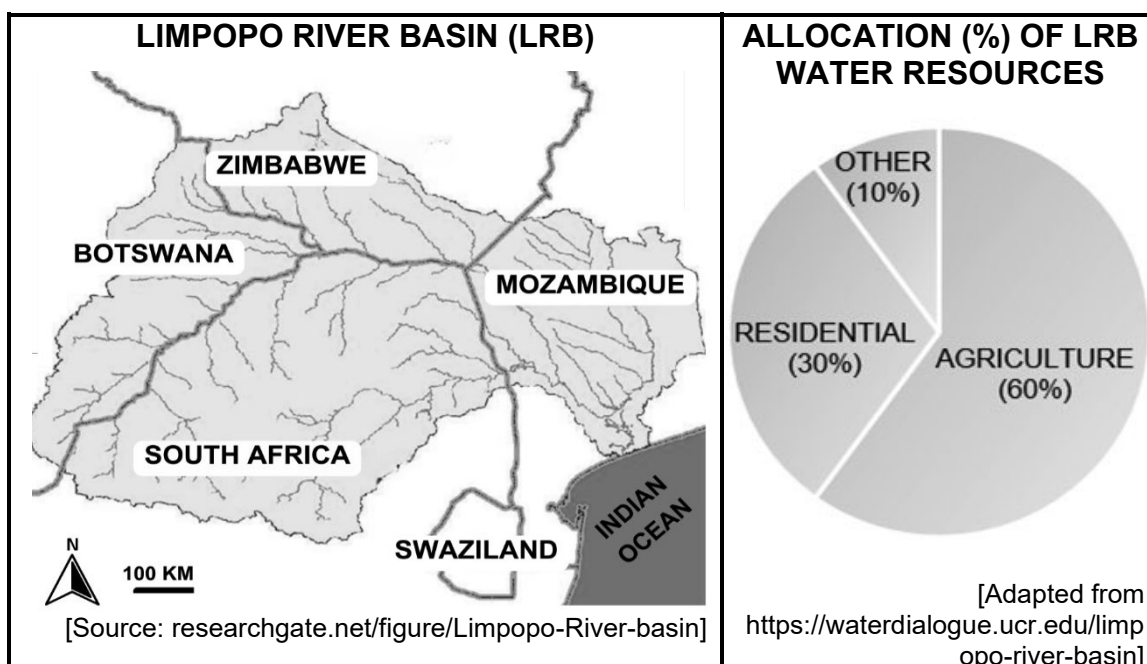 LIMPOPO RIVER BASIN (LRB)
ZIMBABWE
BOTSWANA
MOZAMBIQUE
SOUTH AFRICA
SWAZILAND
INDIAN
OCEAN
N
100 KM
[Source: researchgate.net/figure/Limpopo-River-basin]
ALLOCATION (%) OF LRB
WATER RESOURCES
OTHER
(10%)
RESIDENTIAL
(30%)
AGRICULTURE
(60%)
[Adapted from
https://waterdialogue.ucr.edu/limp
opo-river-basin]